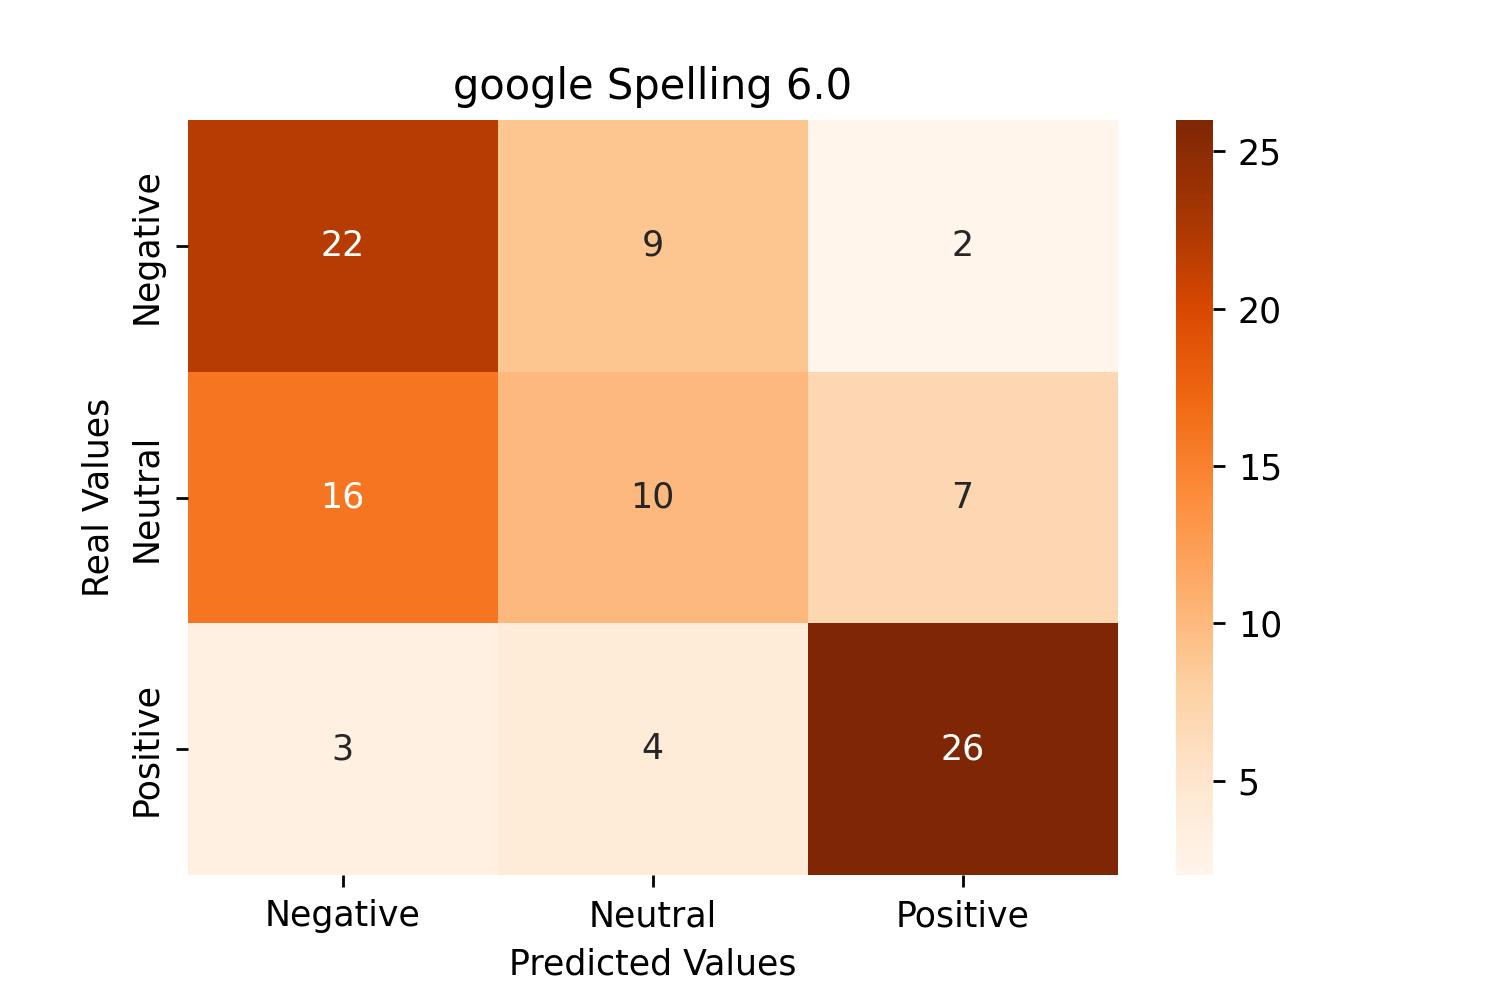 google Spelling 6.0
Real Values
Negative
22 9 2
Neutral
16 10 7
Positive
3 4 26
Negative Neutral Positive
Predicted Values
25
20
15
10
5